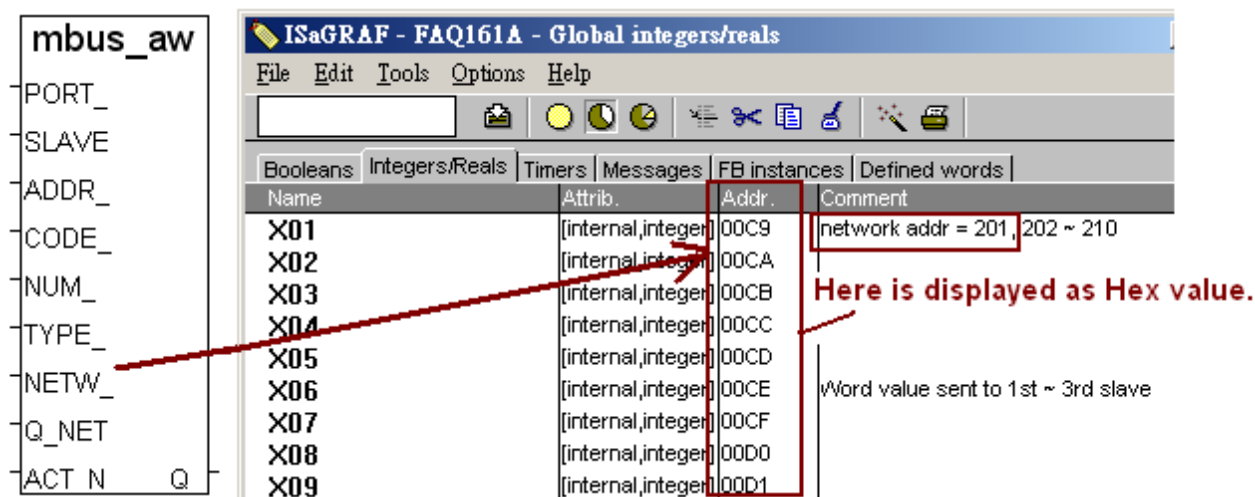 mbus_aw
PORT_
SLAVE
ADDR_
CODE_
NUM_
TYPE_
NETW_
Q_NET
ACT_N Q
ISaGRAF - FAQ161A - Global integers/reals
File Edit Tools Options Help
Booleans Integers/Reals Timers Messages FB instances Defined words
Name Attrib. Addr. Comment
X01 [internal,integer] 00C9 network addr = 201, 202 ~ 210
X02 [internal,integer] 00CA
X03 [internal,integer] 00CB
Here is displayed as Hex value.
X04 [internal,integer] 00CC
X05 [internal,integer] 00CD
X06 [internal,integer] 00CE Word value sent to 1st ~ 3rd slave
X07 [internal,integer] 00CF
X08 [internal,integer] 00D0
X09 [internal,integer] 00D1